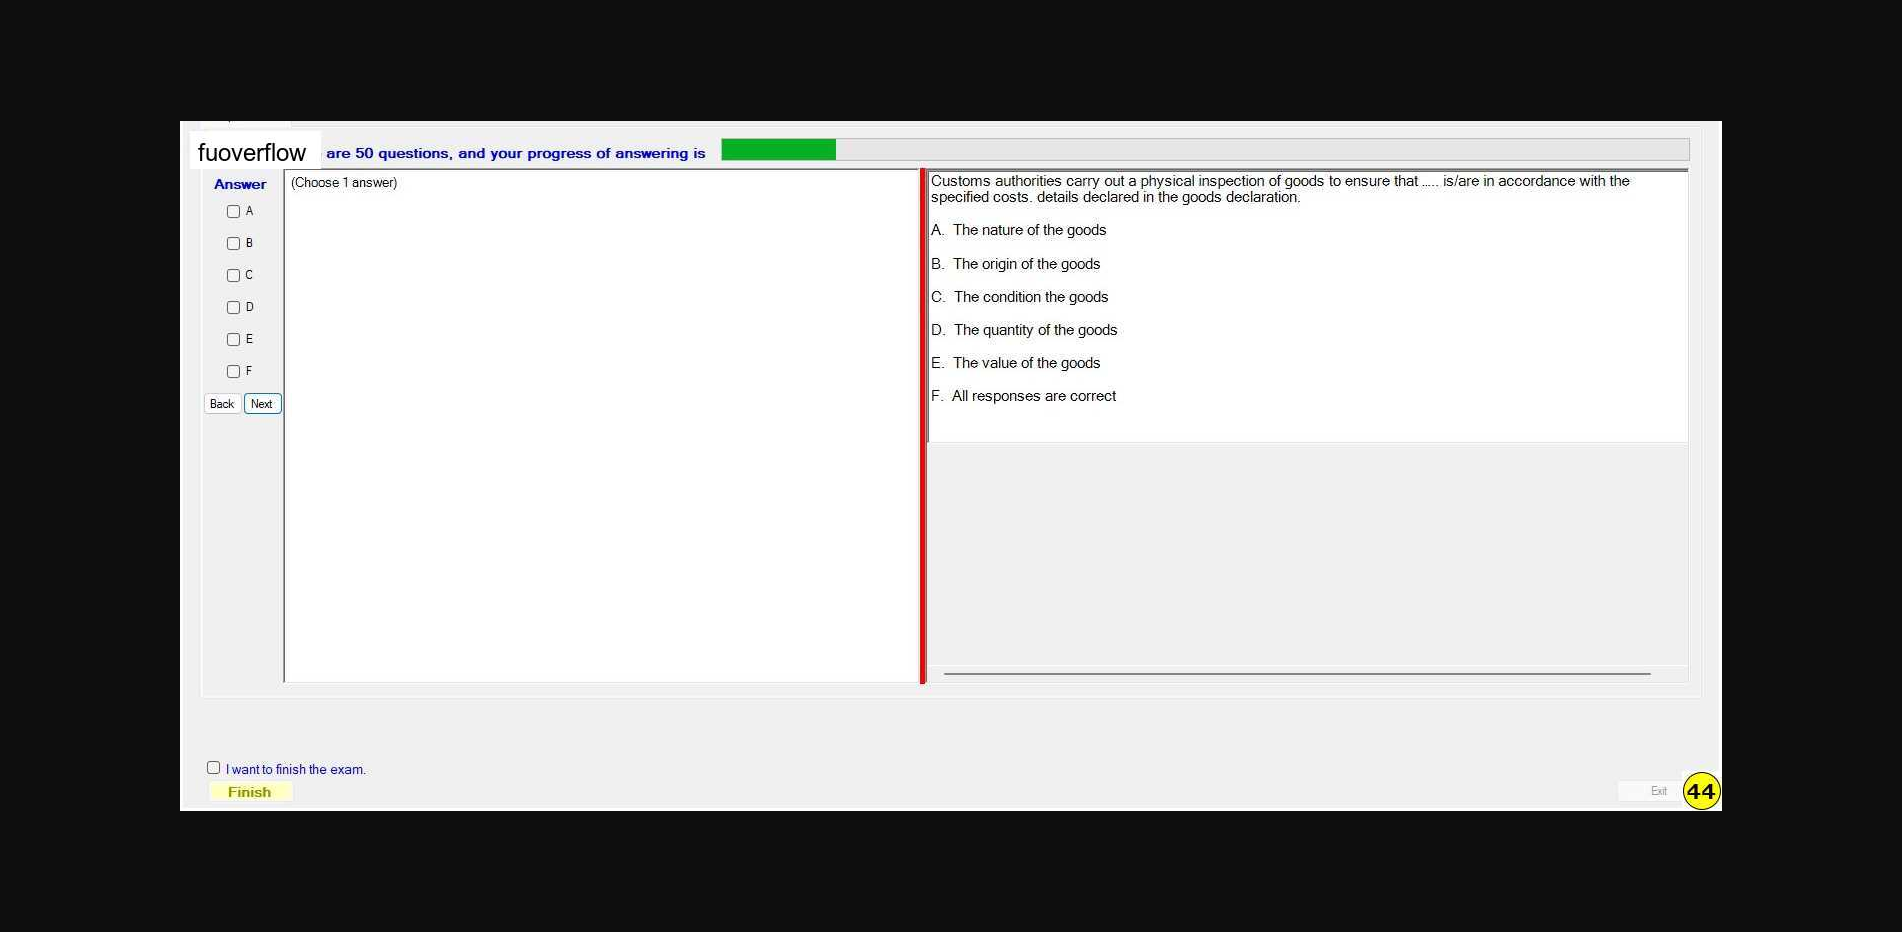 fuoverflow are 50 questions, and your progress of answering is
Answer
(Choose 1 answer)
A
B
C
D
E
F
Back Next
Customs authorities carry out a physical inspection of goods to ensure that ..... is/are in accordance with the
specified costs. details declared in the goods declaration.
A. The nature of the goods
B. The origin of the goods
C. The condition the goods
D. The quantity of the goods
E. The value of the goods
F. All responses are correct
I want to finish the exam.
Finish
Exit
44